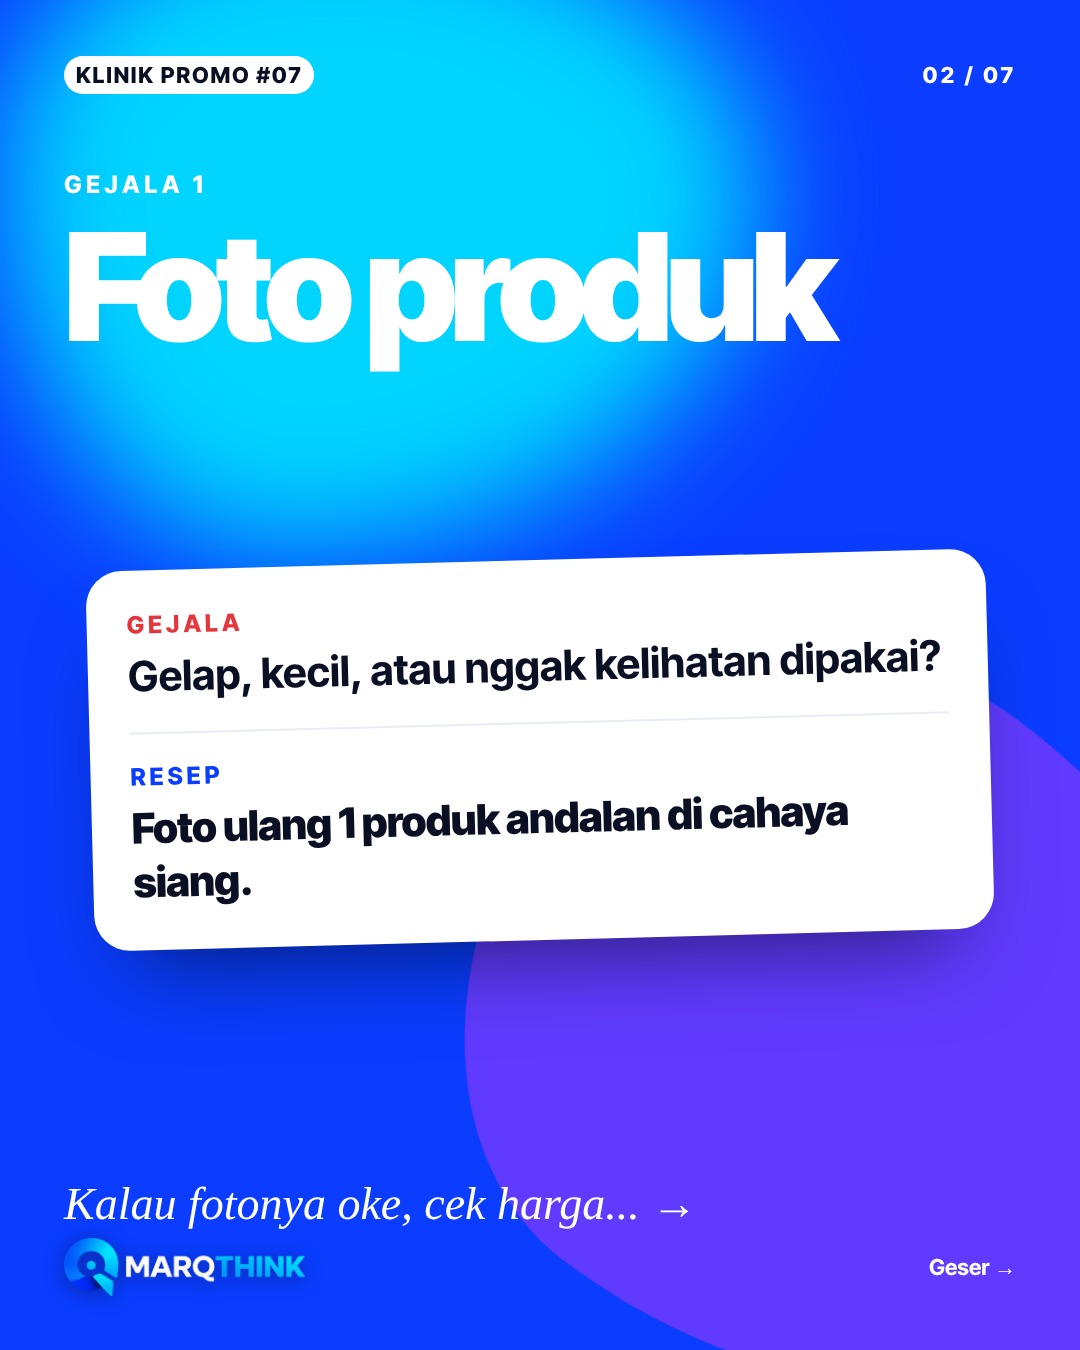 KLINIK PROMO #07
02 / 07
GEJALA 1
Foto produk
GEJALA
Gelap, kecil, atau nggak kelihatan dipakai?
RESEP
Foto ulang 1 produk andalan di cahaya
siang.
Kalau fotonya oke, cek harga... →
MARQTHINK
Geser →